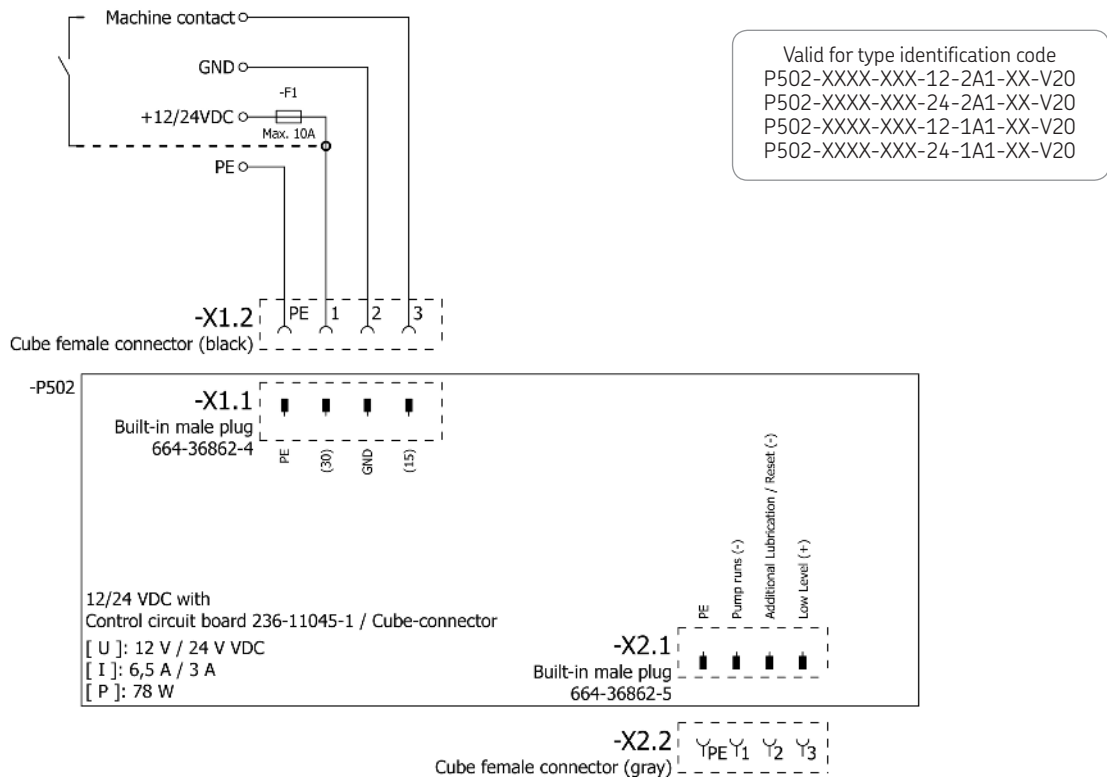 Machine contact
GND
-F1
+12/24VDC
Max. 10A
PE
Valid for type identification code
P502-XXXX-XXX-12-2A1-XX-V20
P502-XXXX-XXX-24-2A1-XX-V20
P502-XXXX-XXX-12-1A1-XX-V20
P502-XXXX-XXX-24-1A1-XX-V20
-X1.2
PE 1 2 3
Cube female connector (black)
-P502
-X1.1
Built-in male plug
664-36862-4
PE
(30)
GND
(15)
12/24 VDC with
Control circuit board 236-11045-1 / Cube-connector
[ U ]: 12 V / 24 V VDC
[ I ]: 6,5 A / 3 A
[ P ]: 78 W
PE
Pump runs (-)
Additional Lubrication / Reset (-)
Low Level (+)
-X2.1
Built-in male plug
664-36862-5
-X2.2
PE 1 2 3
Cube female connector (gray)